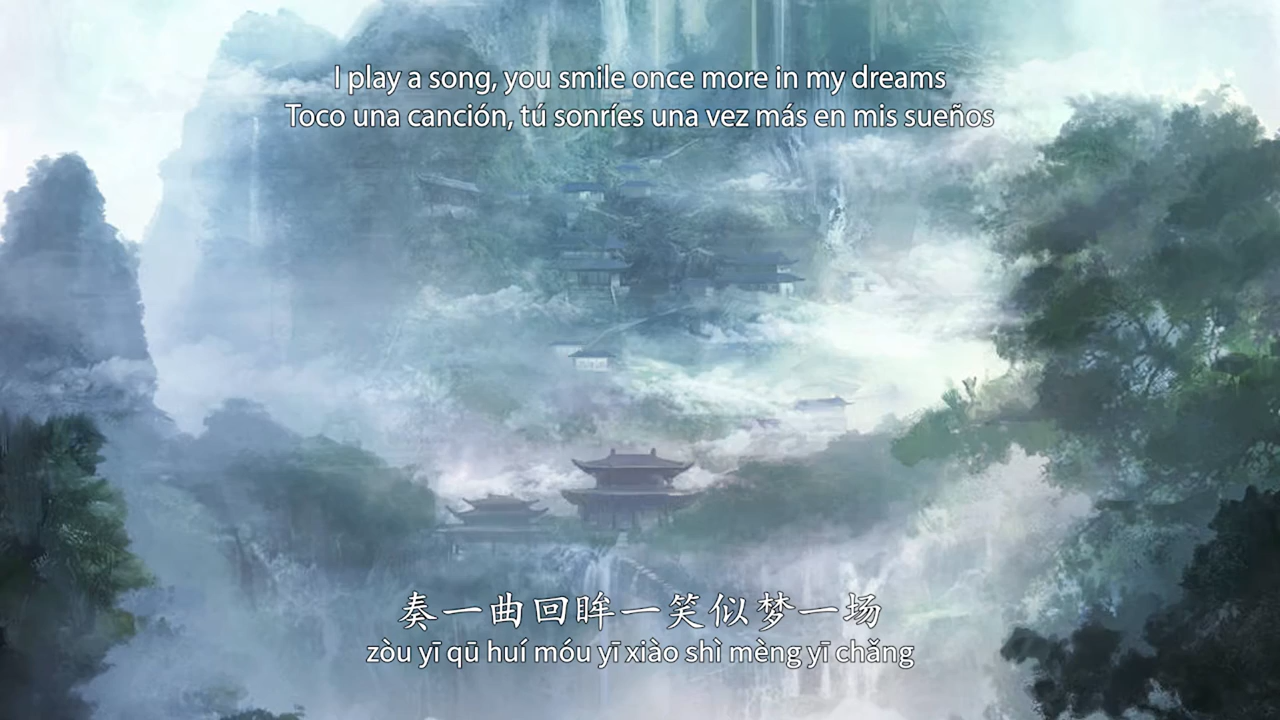 I play a song, you smile once more in my dreams
Toco una canción, tú sonríes una vez más en mis sueños
奏一曲回眸一笑似梦一场
zòu yī qū huí móu yī xiào shì mèng yī chǎng